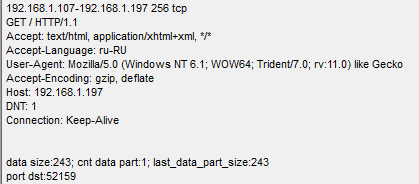 192.168.1.107-192.168.1.197 256 tcp
GET / HTTP/1.1
Accept: text/html, application/xhtml+xml, */*
Accept-Language: ru-RU
User-Agent: Mozilla/5.0 (Windows NT 6.1; WOW64; Trident/7.0; rv:11.0) like Gecko
Accept-Encoding: gzip, deflate
Host: 192.168.1.197
DNT: 1
Connection: Keep-Alive
data size:243; cnt data part:1; last_data_part_size:243
port dst:52159